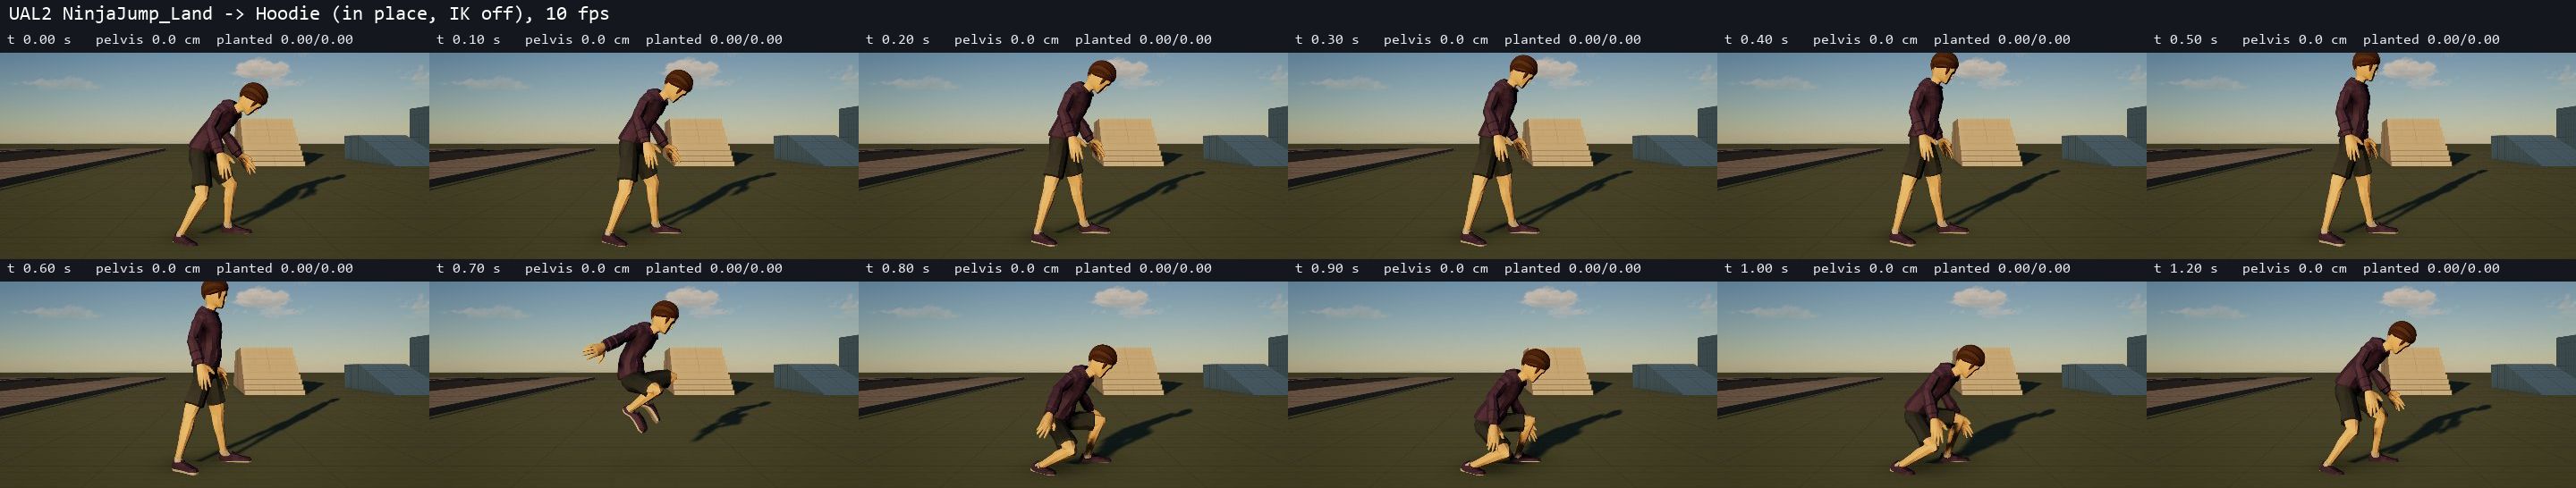 UAL2 NinjaJump_Land -> Hoodie (in place, IK off), 10 fps
t 0.00 s pelvis 0.0 cm planted 0.00/0.00
t 0.10 s pelvis 0.0 cm planted 0.00/0.00
t 0.20 s pelvis 0.0 cm planted 0.00/0.00
t 0.30 s pelvis 0.0 cm planted 0.00/0.00
t 0.40 s pelvis 0.0 cm planted 0.00/0.00
t 0.50 s pelvis 0.0 cm planted 0.00/0.00
t 0.60 s pelvis 0.0 cm planted 0.00/0.00
t 0.70 s pelvis 0.0 cm planted 0.00/0.00
t 0.80 s pelvis 0.0 cm planted 0.00/0.00
t 0.90 s pelvis 0.0 cm planted 0.00/0.00
t 1.00 s pelvis 0.0 cm planted 0.00/0.00
t 1.20 s pelvis 0.0 cm planted 0.00/0.00